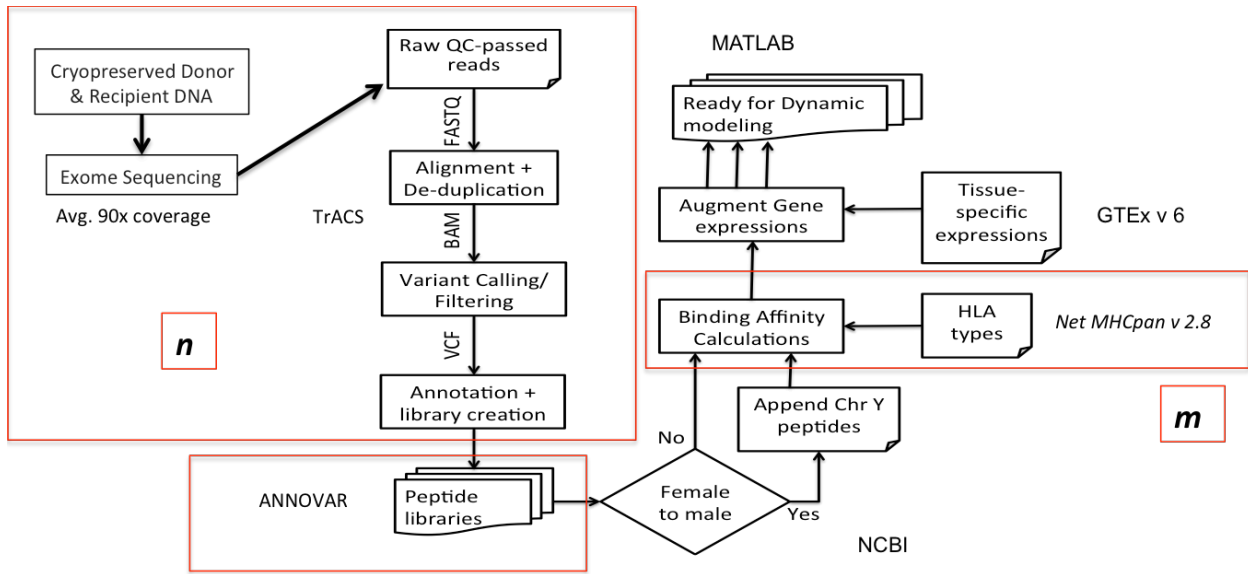 Cryopreserved Donor
& Recipient DNA
Exome Sequencing
Avg. 90x coverage
Raw QC-passed
reads
FASTQ
Alignment +
De-duplication
TrACS
BAM
Variant Calling/
Filtering
n
VCF
Annotation +
library creation
ANNOVAR
Peptide
libraries
Female
to male
No
Yes
NCBI
Append Chr Y
peptides
m
Binding Affinity
Calculations
HLA
types
Net MHCpan v 2.8
Augment Gene
expressions
Tissue-
specific
expressions
GTEx v 6
Ready for Dynamic
modeling
MATLAB